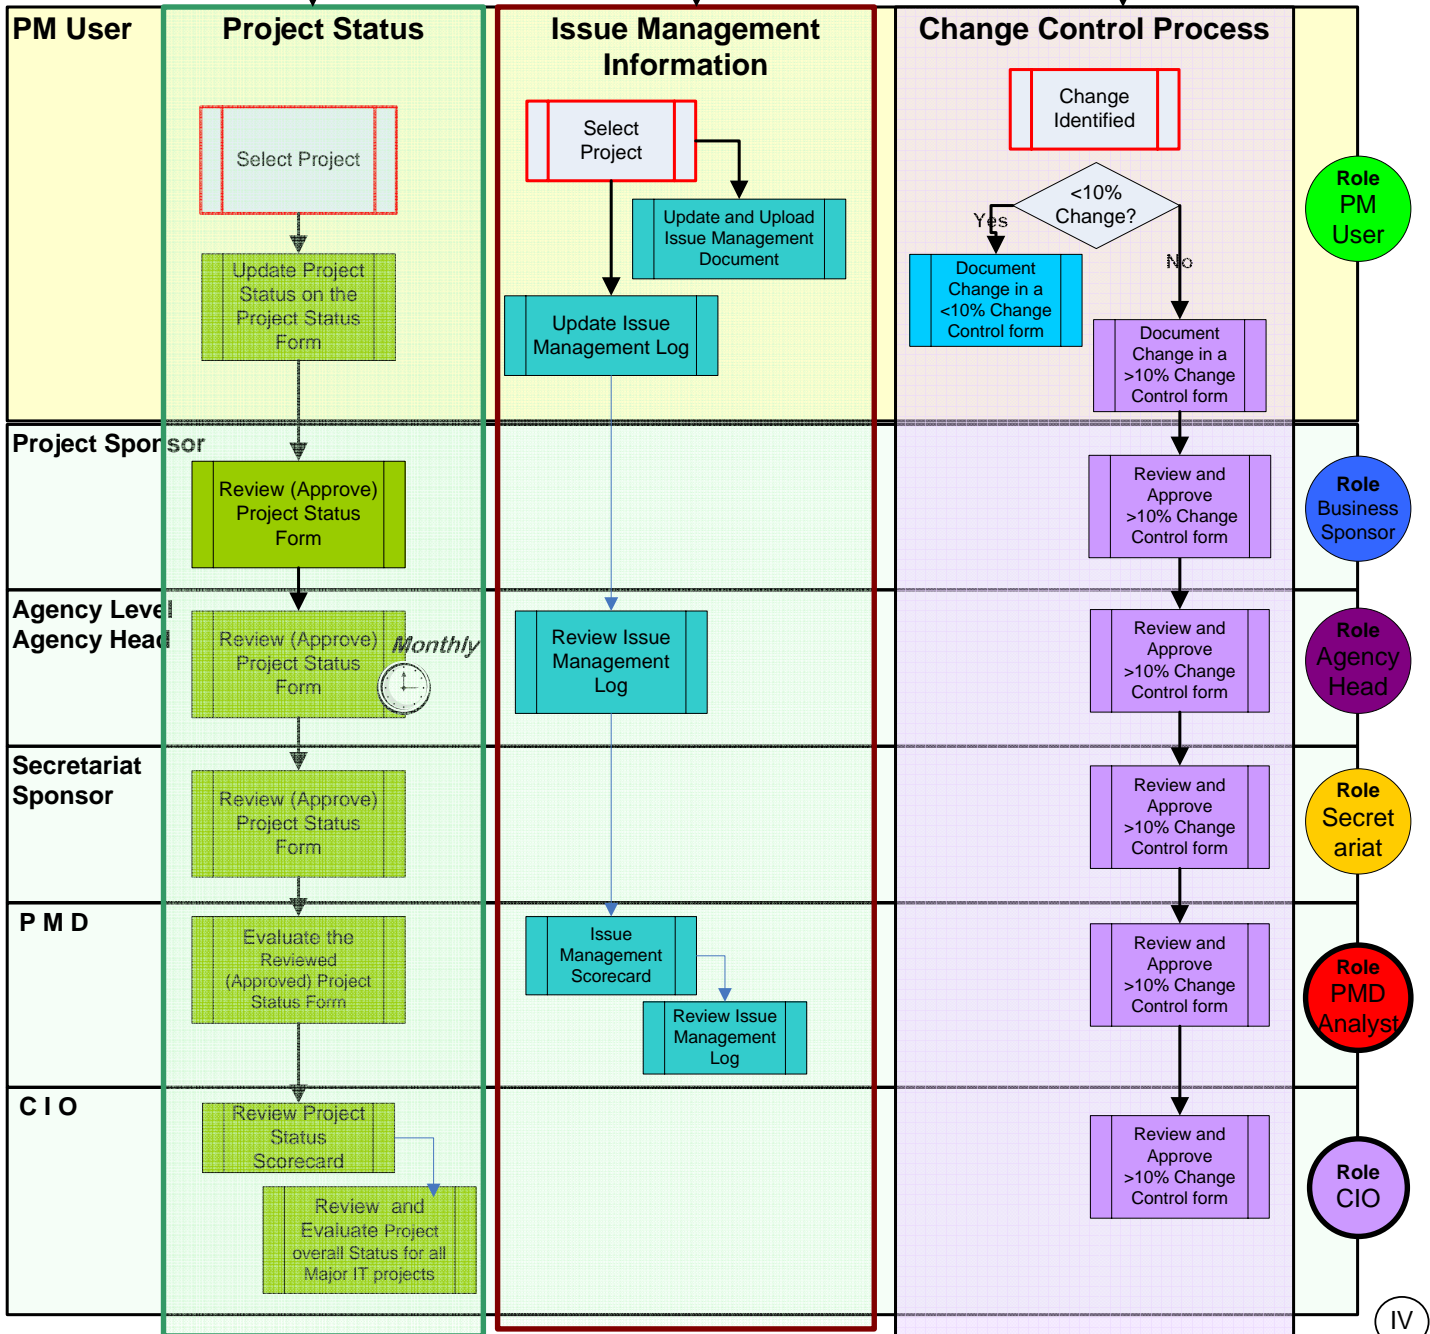 PM User
Project Status
Issue Management
Information
Change Control Process
Select Project
Select
Project
Change
Identified
<10%
Change?
Yes
No
Update and Upload
Issue Management
Document
Update Project
Status on the
Project Status
Form
Update Issue
Management Log
Document
Change in a
<10% Change
Control form
Document
Change in a
>10% Change
Control form
Role
PM
User
Project Sponsor
Review (Approve)
Project Status
Form
Review and
Approve
>10% Change
Control form
Role
Business
Sponsor
Agency Level
Agency Head
Review (Approve)
Project Status
Form
Monthly
Review Issue
Management
Log
Review and
Approve
>10% Change
Control form
Role
Agency
Head
Secretariat
Sponsor
Review (Approve)
Project Status
Form
Review and
Approve
>10% Change
Control form
Role
Secret
ariat
P M D
Evaluate the
Reviewed
(Approved) Project
Status Form
Issue
Management
Scorecard
Review Issue
Management
Log
Review and
Approve
>10% Change
Control form
Role
PMD
Analyst
C I O
Review Project
Status
Scorecard
Review and
Evaluate Project
overall Status for all
Major IT projects
Review and
Approve
>10% Change
Control form
Role
CIO
IV